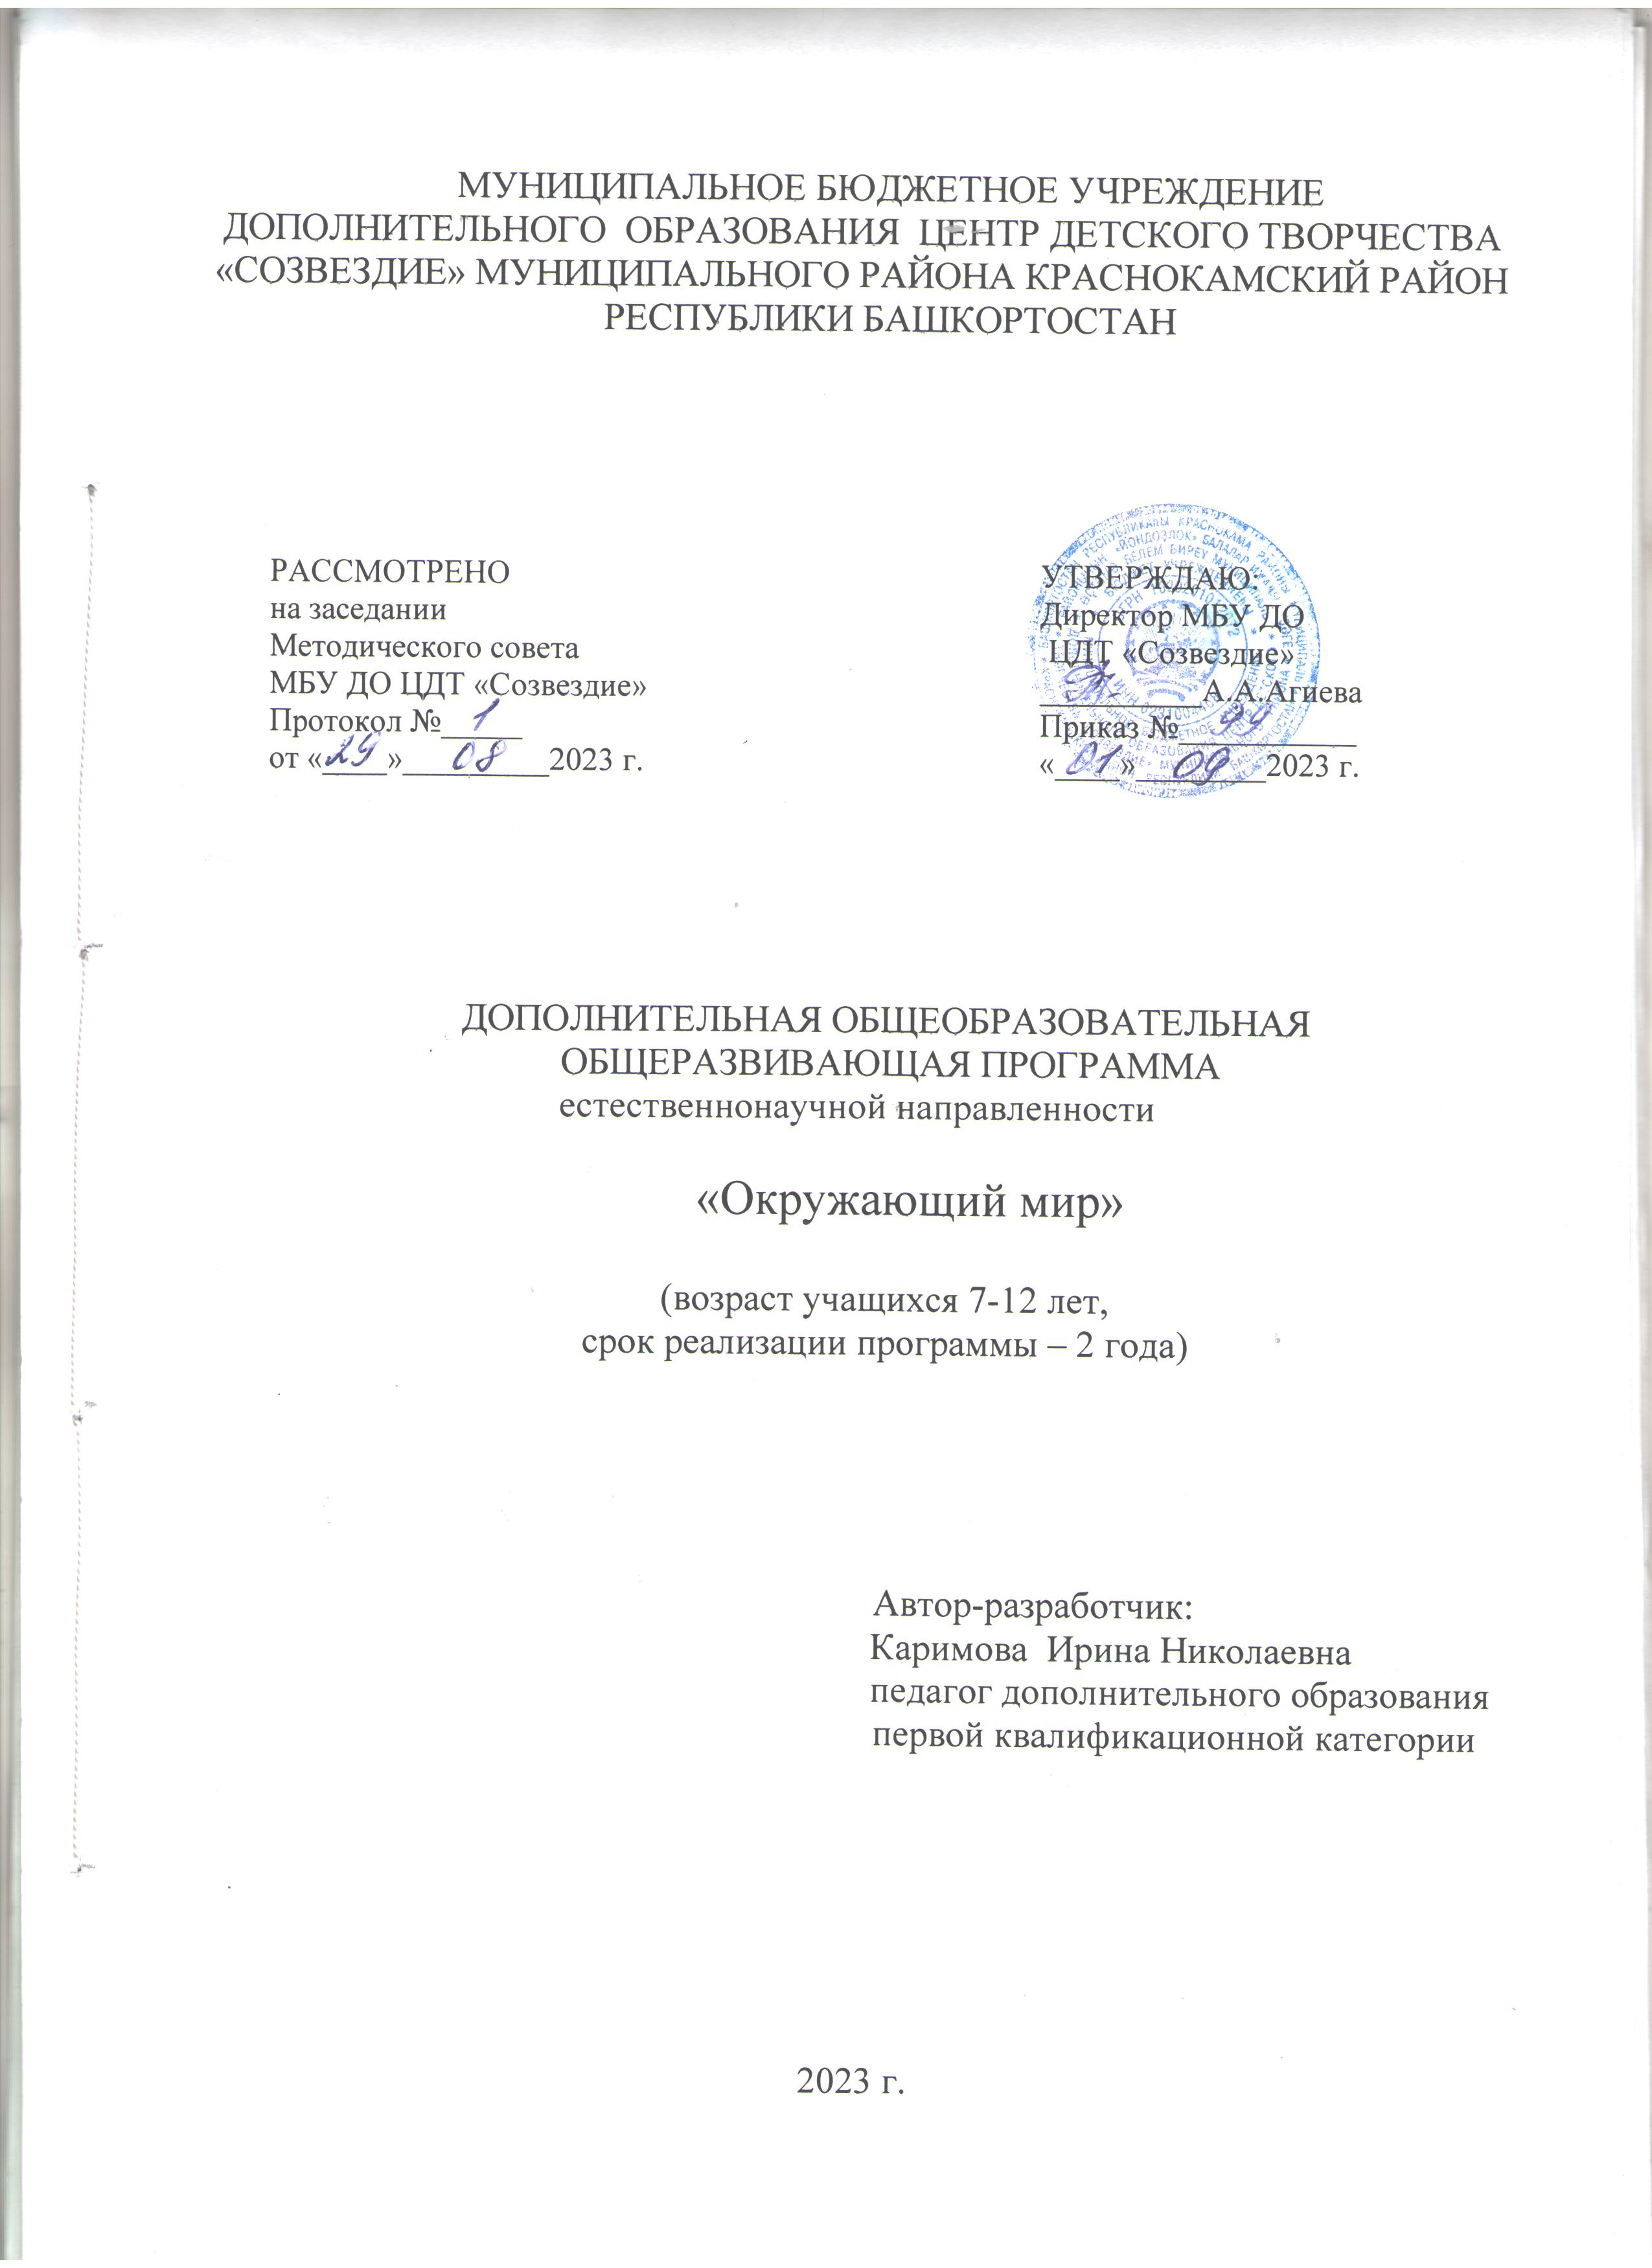 МУНИЦИПАЛЬНОЕ БЮДЖЕТНОЕ УЧРЕЖДЕНИЕ
ДОПОЛНИТЕЛЬНОГО ОБРАЗОВАНИЯ ЦЕНТР ДЕТСКОГО ТВОРЧЕСТВА
«СОЗВЕЗДИЕ» МУНИЦИПАЛЬНОГО РАЙОНА КРАСНОКАМСКИЙ РАЙОН
РЕСПУБЛИКИ БАШКОРТОСТАН
РАССМОТРЕНО
на заседании
Методического совета
МБУ ДО ЦДТ «Созвездие»
Протокол № 1
от «29» 08 2023 г.
УТВЕРЖДАЮ:
Директор МБУ ДО
ЦДТ «Созвездие»
А.А.Агиева
Приказ № 99
«01» 09 2023 г.
ДОПОЛНИТЕЛЬНАЯ ОБЩЕОБРАЗОВАТЕЛЬНАЯ
ОБЩЕРАЗВИВАЮЩАЯ ПРОГРАММА
естественнонаучной направленности
«Окружающий мир»
(возраст учащихся 7-12 лет,
срок реализации программы – 2 года)
Автор-разработчик:
Каримова Ирина Николаевна
педагог дополнительного образования
первой квалификационной категории
2023 г.